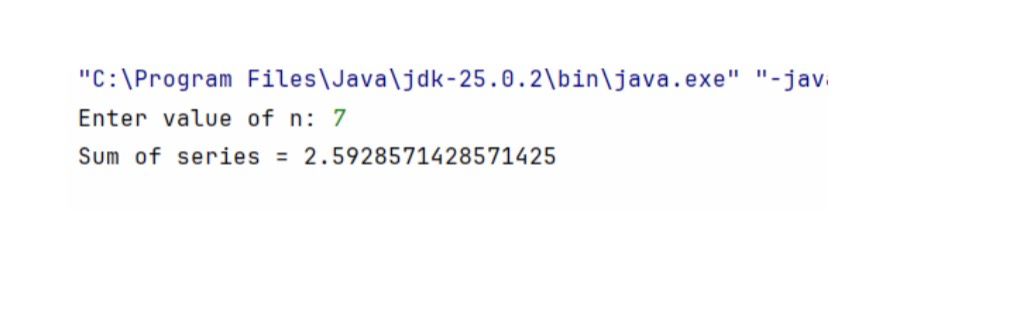 "C:\Program Files\Java\jdk-25.0.2\bin\java.exe" "-jav
Enter value of n: 7
Sum of series = 2.5928571428571425